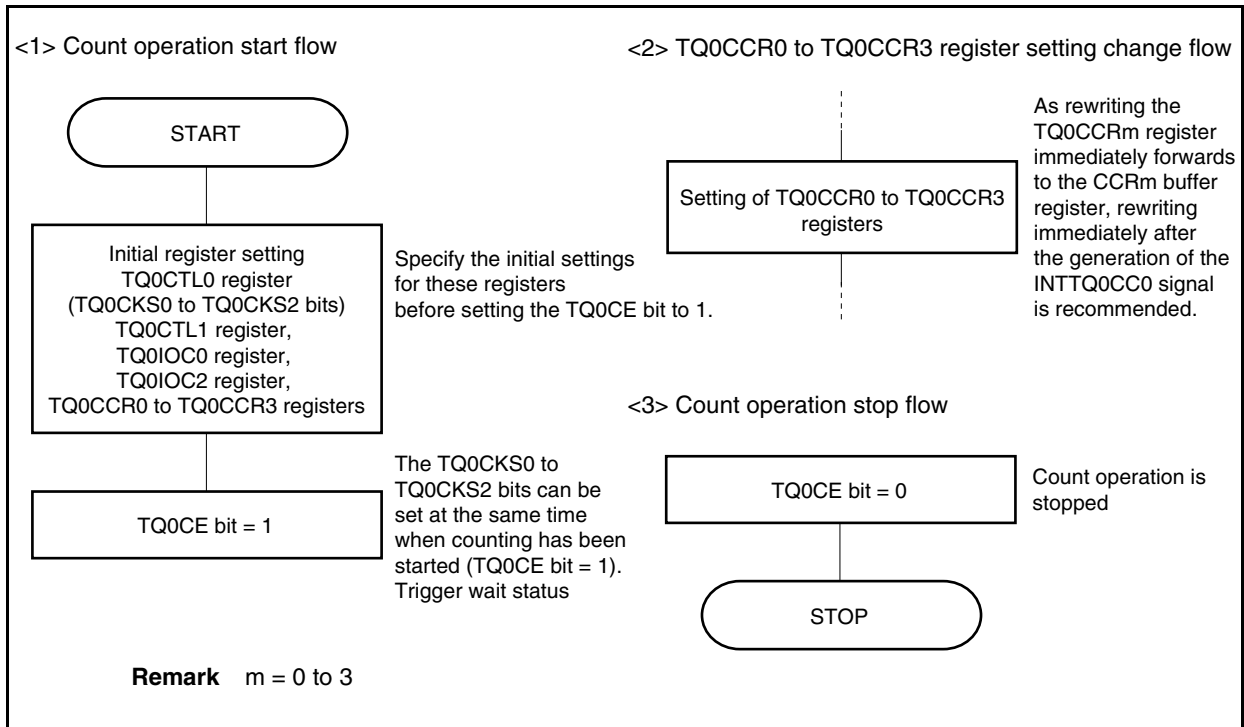 <1> Count operation start flow
START
Initial register setting
TQ0CTL0 register
(TQ0CKS0 to TQ0CKS2 bits)
TQ0CTL1 register,
TQ0IOC0 register,
TQ0IOC2 register,
TQ0CCR0 to TQ0CCR3 registers
Specify the initial settings
for these registers
before setting the TQ0CE bit to 1.
TQ0CE bit = 1
The TQ0CKS0 to
TQ0CKS2 bits can be
set at the same time
when counting has been
started (TQ0CE bit = 1).
Trigger wait status
<2> TQ0CCR0 to TQ0CCR3 register setting change flow
Setting of TQ0CCR0 to TQ0CCR3
registers
As rewriting the
TQ0CCRm register
immediately forwards
to the CCRm buffer
register, rewriting
immediately after
the generation of the
INTTQ0CC0 signal
is recommended.
<3> Count operation stop flow
TQ0CE bit = 0
Count operation is
stopped
STOP
Remark m = 0 to 3